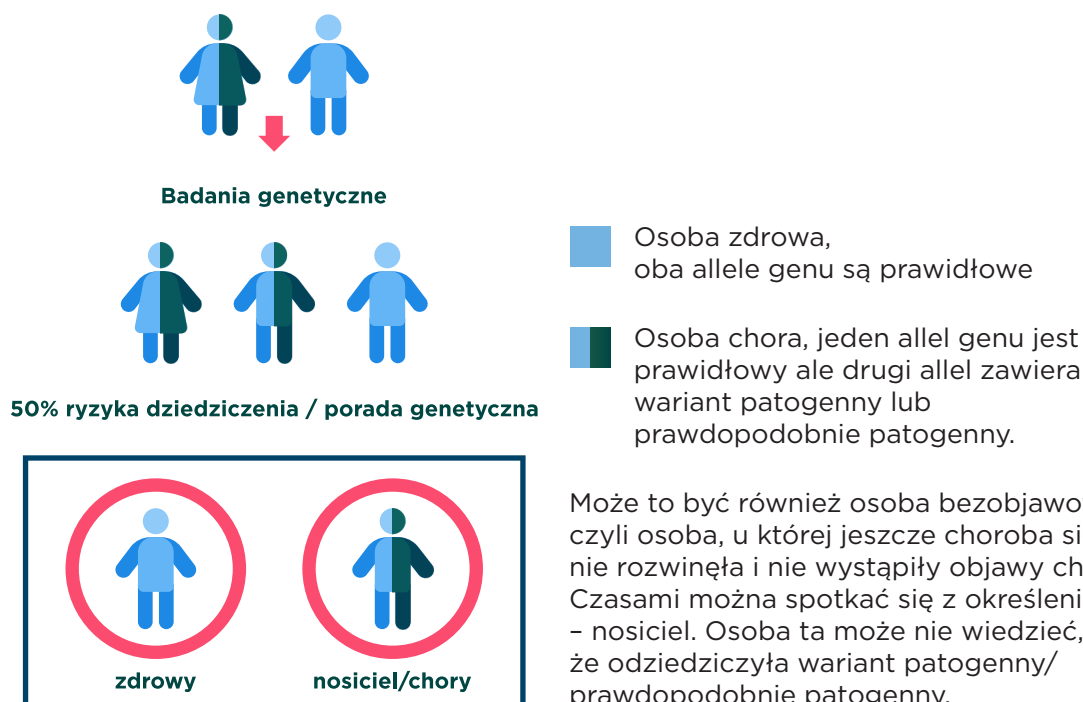 Badania genetyczne
50% ryzyka dziedziczenia / porada genetyczna
zdrowy
nosiciel/chory
Osoba zdrowa,
oba allele genu są prawidłowe
Osoba chora, jeden allel genu jest
prawidłowy ale drugi allel zawiera
wariant patogenny lub
prawdopodobnie patogenny.
Może to być również osoba bezobjawo
czyli osoba, u której jeszcze choroba si
nie rozwinęła i nie wystąpiły objawy ch
Czasami można spotkać się z określeni
– nosiciel. Osoba ta może nie wiedzieć,
że odziedziczyła wariant patogenny/
prawdopodobnie patogenny.